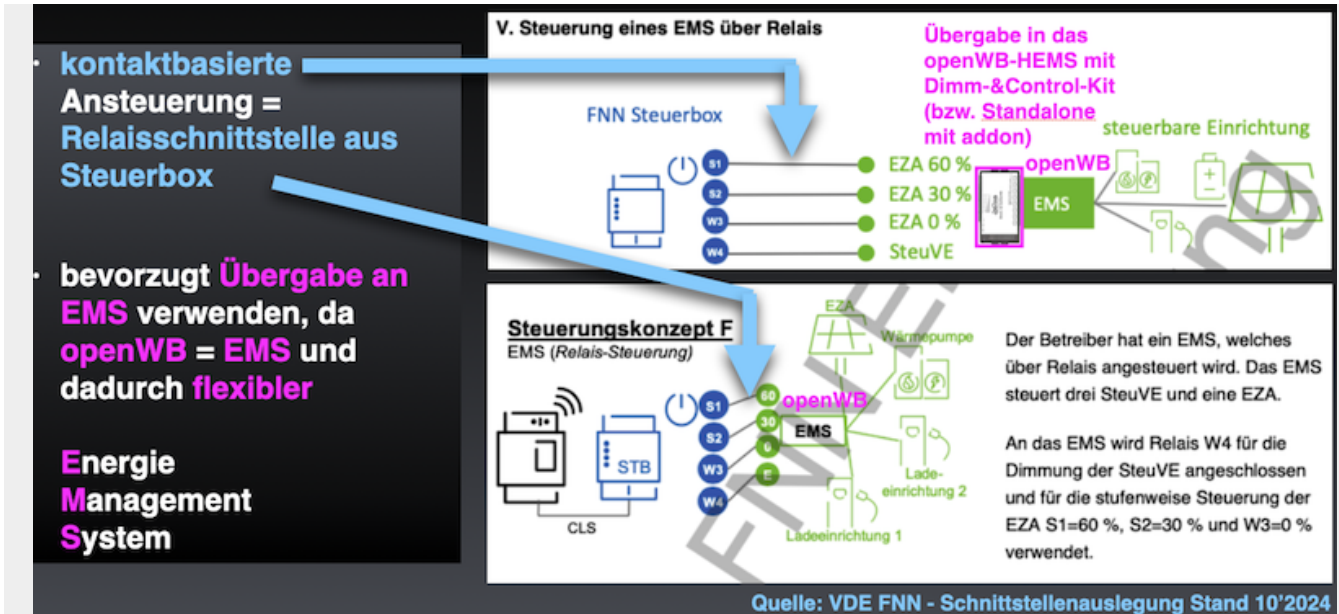 · kontaktbasierte
Ansteuerung =
Relaisschnittstelle aus
Steuerbox
· bevorzugt Übergabe an
EMS verwenden, da
openWB = EMS und
dadurch flexibler
Energie
Management
System
V. Steuerung eines EMS über Relais
Übergabe in das
openWB-HEMS mit
Dimm-&Control-Kit
(bzw. Standalone
mit addon)
FNN Steuerbox
steuerbare Einrichtung
S1
EZA 60 %
openWB
S2
EZA 30 %
EMS
W3
EZA 0 %
W4
SteuVE
Steuerungskonzept F
EMS (Relais-Steuerung)
EZA
Wärmepumpe
S1
60
openWB
S2
30
EMS
STB
W3
0
W4
E
Lade-
einrichtung 2
CLS
Ladeeinrichtung 1
Der Betreiber hat ein EMS, welches
über Relais angesteuert wird. Das EMS
steuert drei SteuVE und eine EZA.
An das EMS wird Relais W4 für die
Dimmung der SteuVE angeschlossen
und für die stufenweise Steuerung der
EZA S1=60 %, S2=30 % und W3=0 %
verwendet.
Quelle: VDE FNN - Schnittstellenauslegung Stand 10'2024